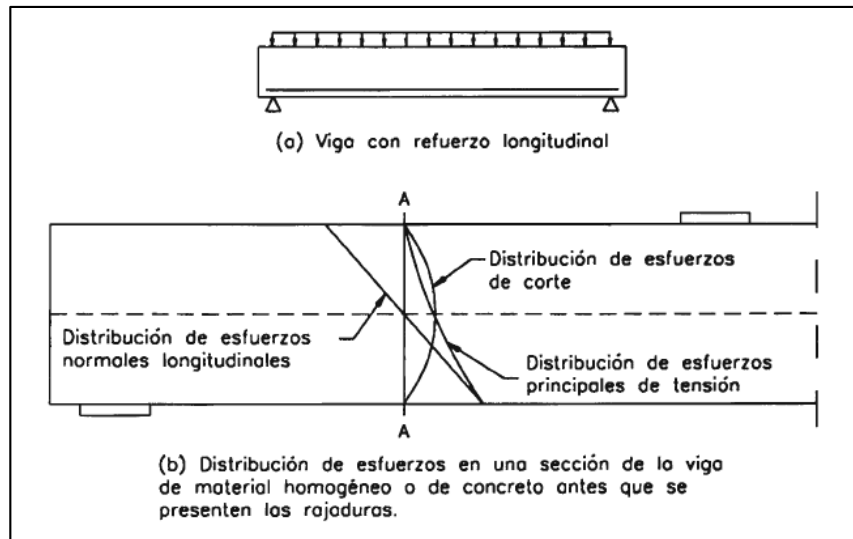 (a) Viga con refuerzo longitudinal
A
Distribución de esfuerzos
de corte
Distribución de esfuerzos
normales longitudinales
Distribución de esfuerzos
principales de tensión
A
(b) Distribución de esfuerzos en una sección de la viga
de material homogéneo o de concreto antes que se
presenten las rajaduras.